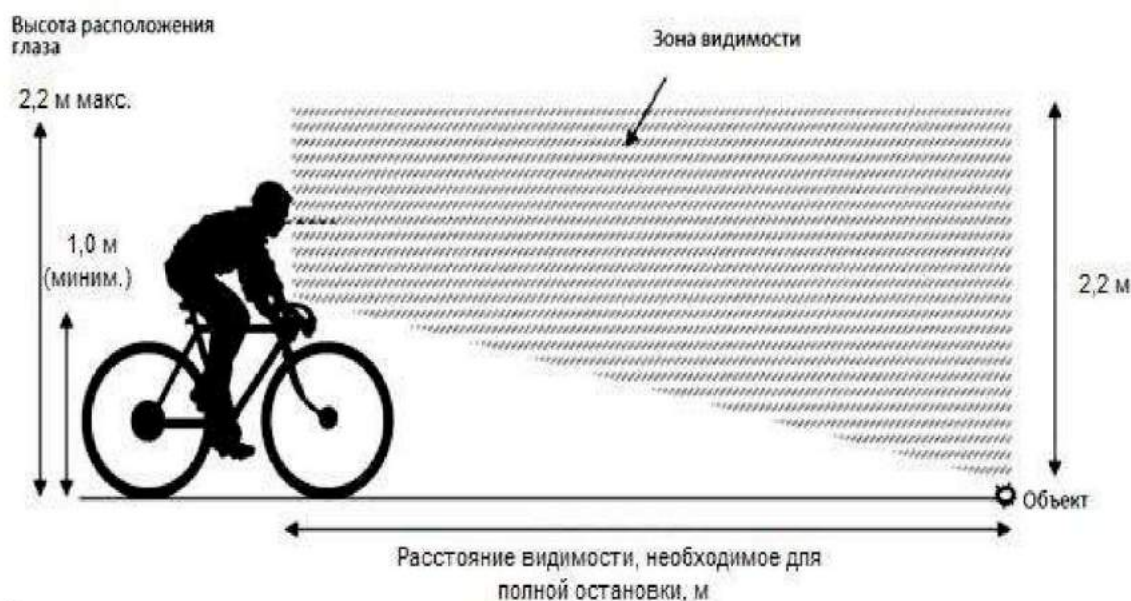 Высота расположения
глаза
Зона видимости
2,2 м макс.
1,0 м
(миним.)
2,2 м
Объект
Расстояние видимости, необходимое для
полной остановки, м